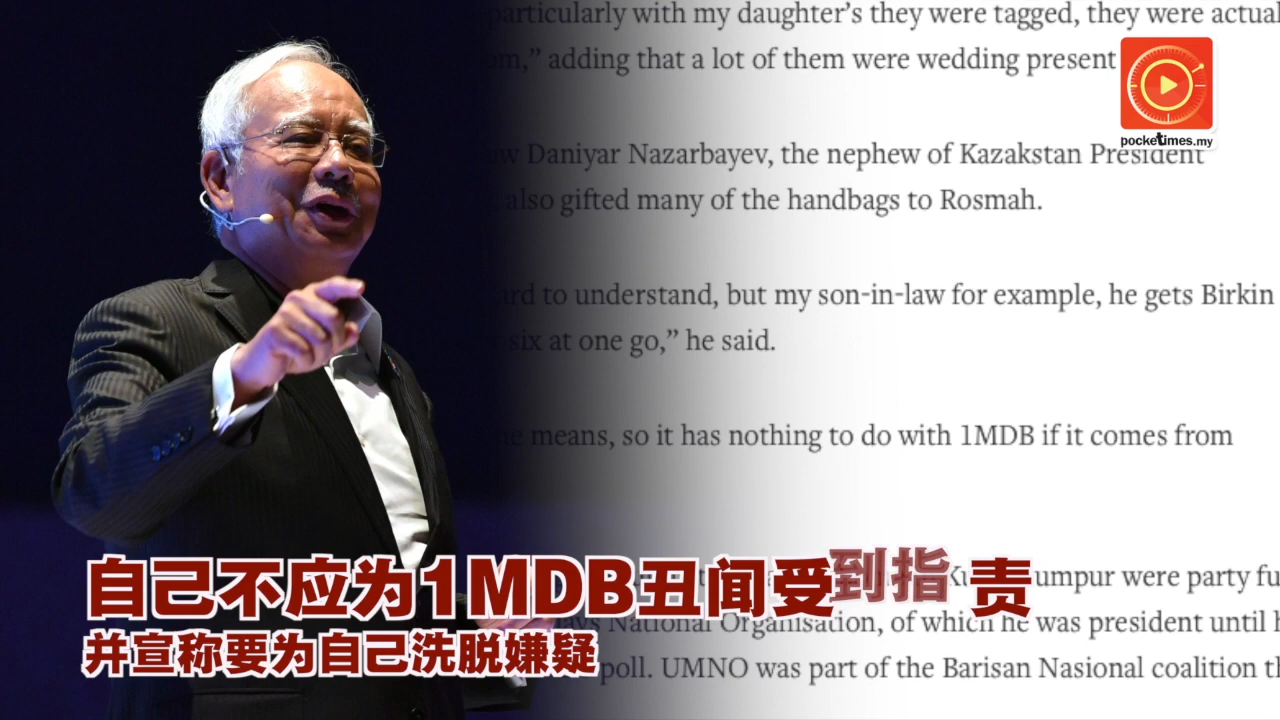 particularly with my daughter's they were tagged, they were
adding that a lot of them were wedding present
pocketimes.my
Daniyar Nazarbayev, the nephew of Kazakstan President
also gifted many of the handbags to Rosmah.
to understand, but my son-in-law for example, he gets Birkin
six at one go,” he said.
means, so it has nothing to do with 1MDB if it comes from
自己不应为1MDB丑闻受到指责
umpur were party
National Organisation, of which he was president until
并宣称要为自己洗脱嫌疑
poll. UMNO was part of the Barisan Nasional coalition